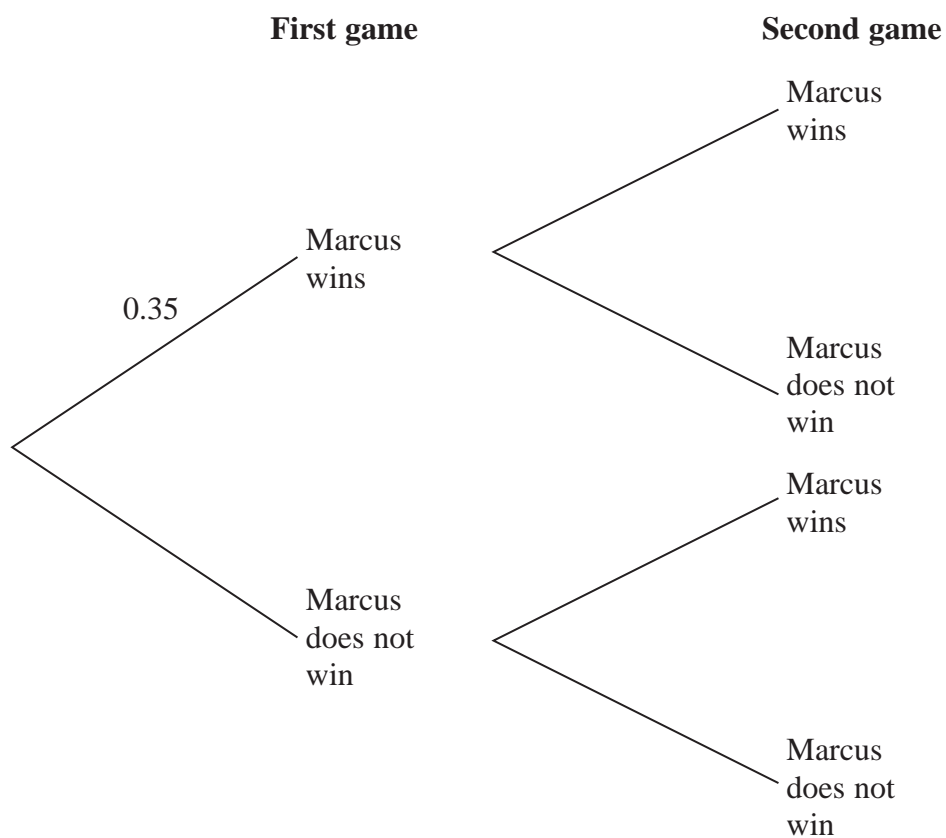 First game
Second game
Marcus
wins
Marcus
wins
0.35
Marcus
does not
win
Marcus
wins
Marcus
does not
win
Marcus
does not
win